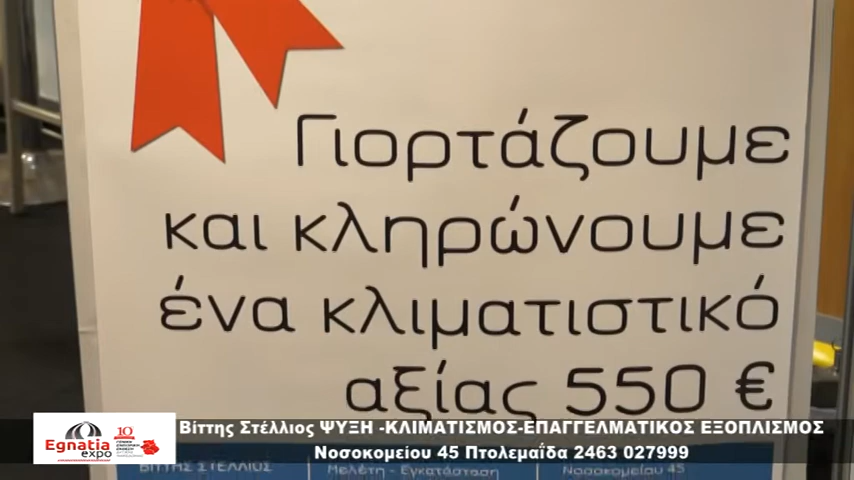 Γιορτάζουμε
και κληρώνουμε
ένα κλιματιστικό
αξίας 550 €
Βίττης Στέλλιος ΨΥΞΗ -ΚΛΙΜΑΤΙΣΜΟΣ-ΕΠΑΓΓΕΛΜΑΤΙΚΟΣ ΕΞΟΠΛΙΣΜΟΣ
Νοσοκομείου 45 Πτολεμαΐδα 2463 027999
Egnatia
expo
10
ΒΙΤΤΗΣ ΣΤΕΛΛΙΟΣ
Μελέτη - Εγκατάσταση
Νοσοκομείου 45